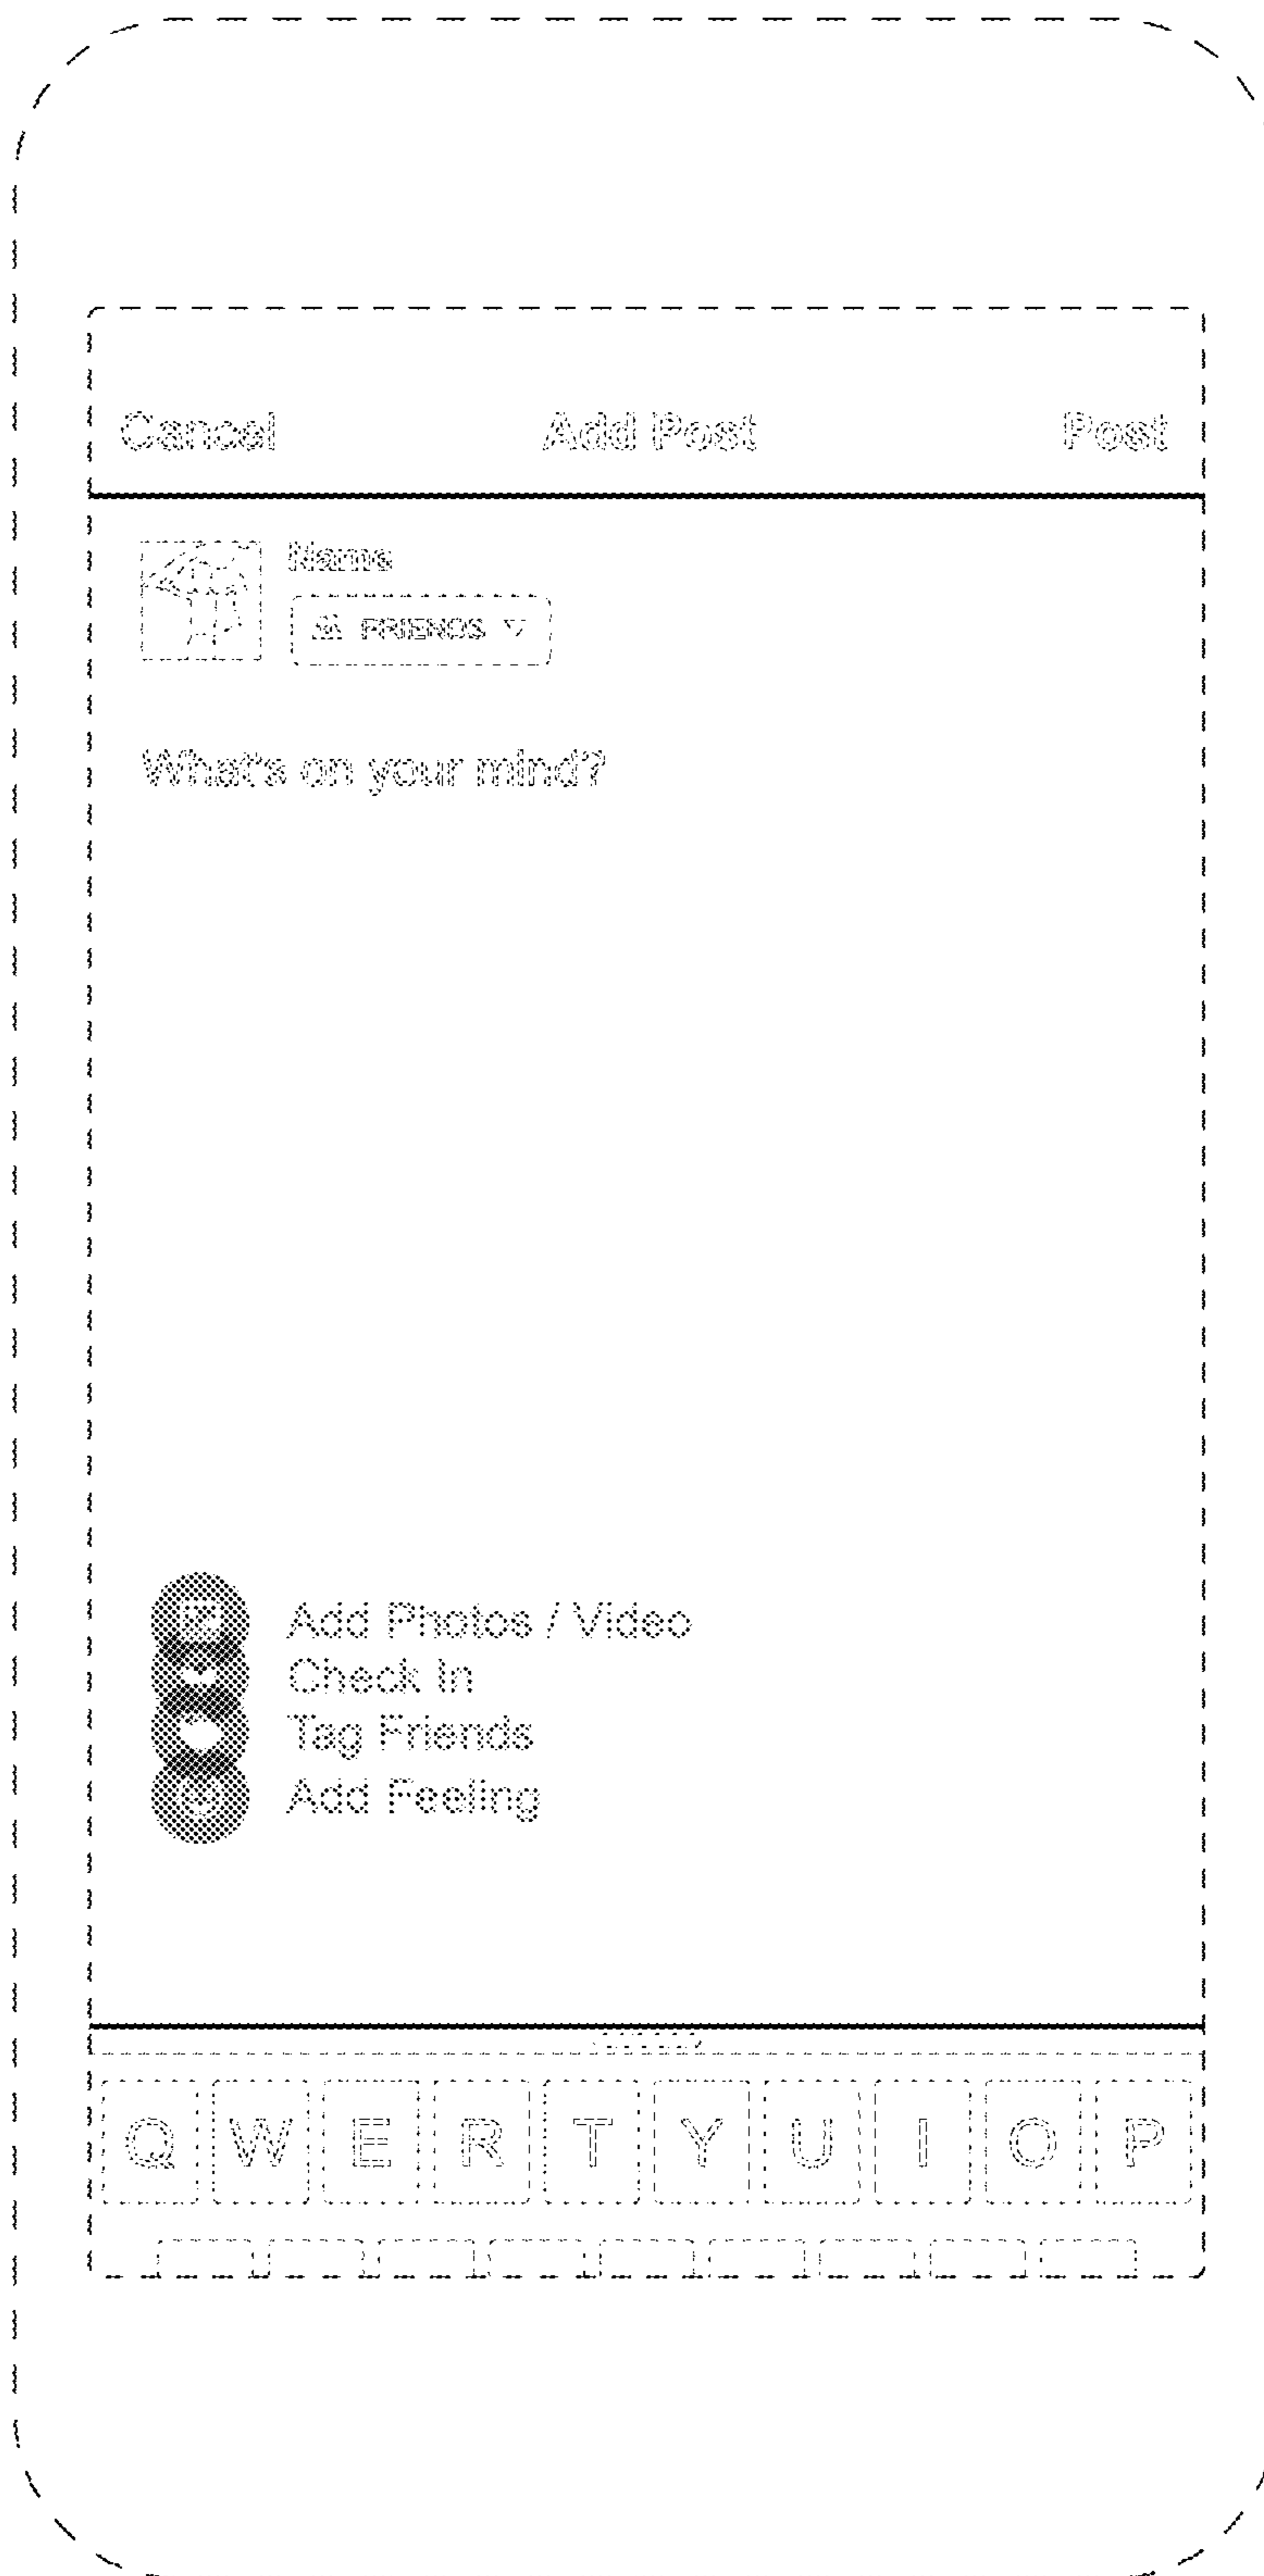 Cancel Add Post Post
Name
FRIENDS
What's on your mind?
Add Photos / Video
Check In
Tag Friends
Add Feeling
Q W E R T Y U I O P